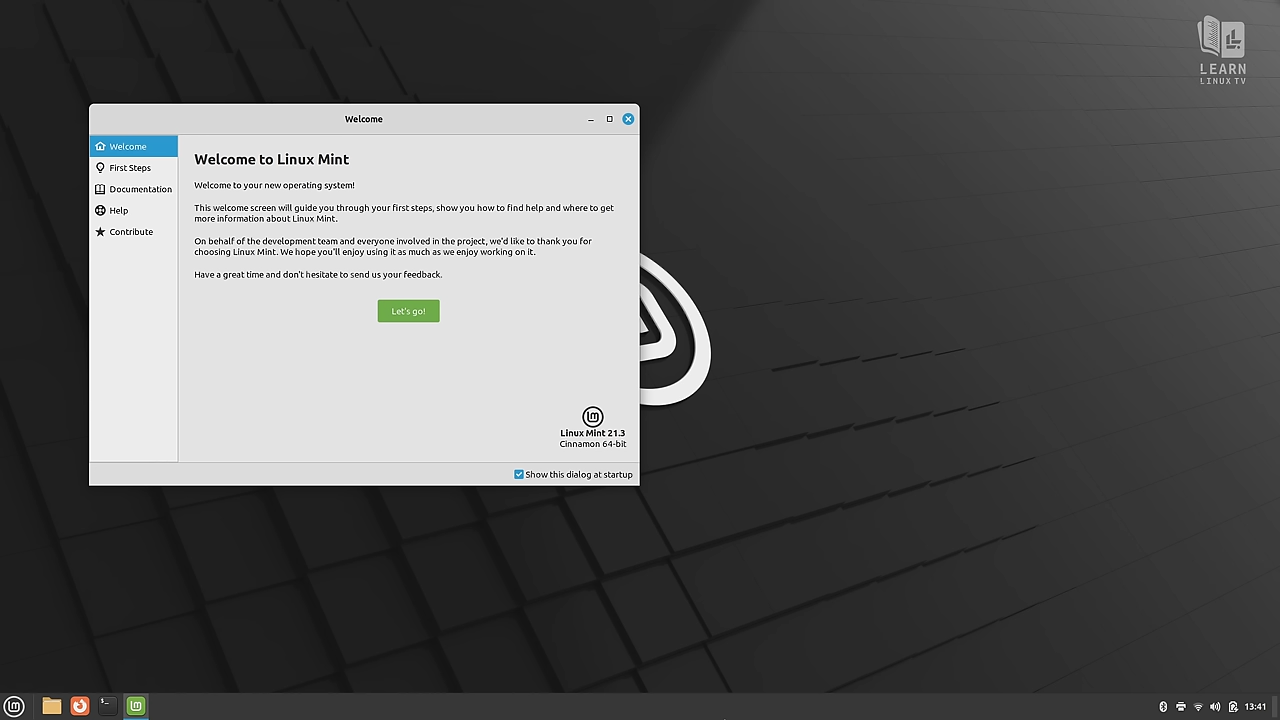 LEARN
LINUX TV
Welcome
Welcome
First Steps
Documentation
Help
Contribute
Welcome to Linux Mint
Welcome to your new operating system!
This welcome screen will guide you through your first steps, show you how to find help and where to get
more information about Linux Mint.
On behalf of the development team and everyone involved in the project, we'd like to thank you for
choosing Linux Mint. We hope you'll enjoy using it as much as we enjoy working on it.
Have a great time and don't hesitate to send us your feedback.
Let's go!
Linux Mint 21.3
Cinnamon 64-bit
Show this dialog at startup
13:41